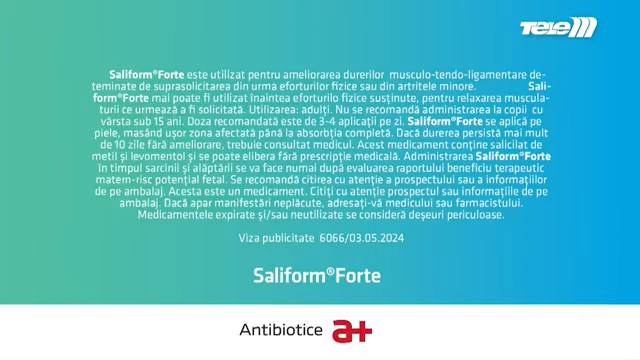 TELE M
Saliform®Forte este utilizat pentru ameliorarea durerilor musculo-tendo-ligamentare de-
terminate de suprasolicitarea din urma eforturilor fizice sau din artritele minore. Sali-
form®Forte mai poate fi utilizat înaintea eforturilor fizice susținute, pentru relaxarea muscula-
turii ce urmează a fi solicitată. Utilizarea: adulți. Nu se recomandă administrarea la copii cu
vârsta sub 15 ani. Doza recomandată este de 3-4 aplicații pe zi. Saliform®Forte se aplică pe
piele, masând ușor zona afectată până la absorbția completă. Dacă durerea persistă mai mult
de 10 zile fără ameliorare, trebuie consultat medicul. Acest medicament conține salicilat de
metil și levomentol și se poate elibera fără prescripție medicală. Administrarea Saliform®Forte
în timpul sarcinii și alăptării se va face numai după evaluarea raportului beneficiu terapeutic
matern-risc potențial fetal. Se recomandă citirea cu atenție a prospectului sau a informațiilor
de pe ambalaj. Acesta este un medicament. Citiți cu atenție prospectul sau informațiile de pe
ambalaj. Dacă apar manifestări neplăcute, adresați-vă medicului sau farmacistului.
Medicamentele expirate și/sau neutilizate se consideră deșeuri periculoase.
Viza publicitate 6066/03.05.2024
Saliform®Forte
Antibiotice a+